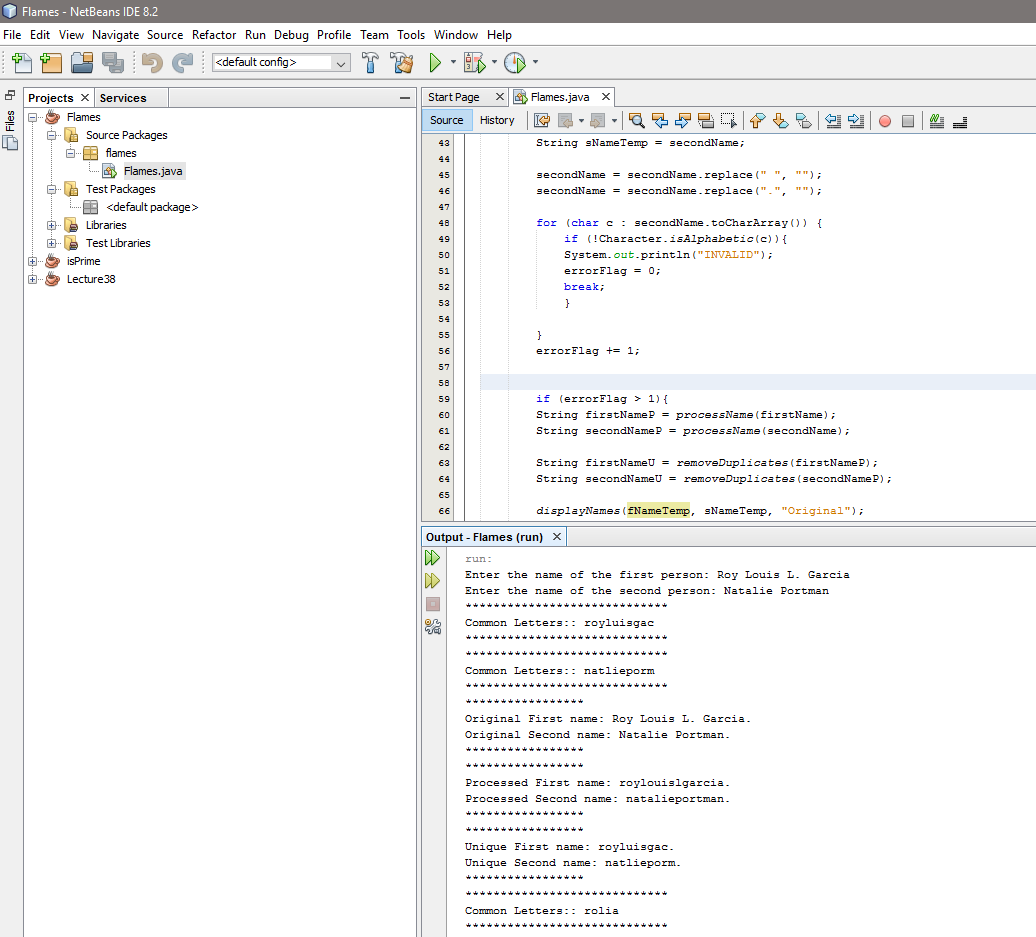 Flames - NetBeans IDE 8.2
File Edit View Navigate Source Refactor Run Debug Profile Team Tools Window Help
<default config>
Files
Projects Services
Flames
Source Packages
flames
Flames.java
Test Packages
<default package>
Libraries
Test Libraries
isPrime
Lecture38
Start Page Flames.java
Source History
43 String sNameTemp = secondName;
44
45 secondName = secondName.replace(" ", "");
46 secondName = secondName.replace(".", "");
47
48 for (char c : secondName.toCharArray()) {
49 if (!Character.isAlphabetic(c)){
50 System.out.println("INVALID");
51 errorFlag = 0;
52 break;
53 }
54
55 }
56 errorFlag += 1;
57
58
59 if (errorFlag > 1){
60 String firstNameP = processName(firstName);
61 String secondNameP = processName(secondName);
62
63 String firstNameU = removeDuplicates(firstNameP);
64 String secondNameU = removeDuplicates(secondNameP);
65
66 displayNames(fNameTemp, sNameTemp, "Original");
Output - Flames (run)
run:
Enter the name of the first person: Roy Louis L. Garcia
Enter the name of the second person: Natalie Portman
*****************************
Common Letters:: royluisgac
*****************************
*****************************
Common Letters:: natlieporm
*****************************
*****************
Original First name: Roy Louis L. Garcia.
Original Second name: Natalie Portman.
*****************
*****************
Processed First name: roylouislgarcia.
Processed Second name: natalieportman.
*****************
*****************
Unique First name: royluisgac.
Unique Second name: natlieporm.
*****************
*****************************
Common Letters:: rolia
*****************************